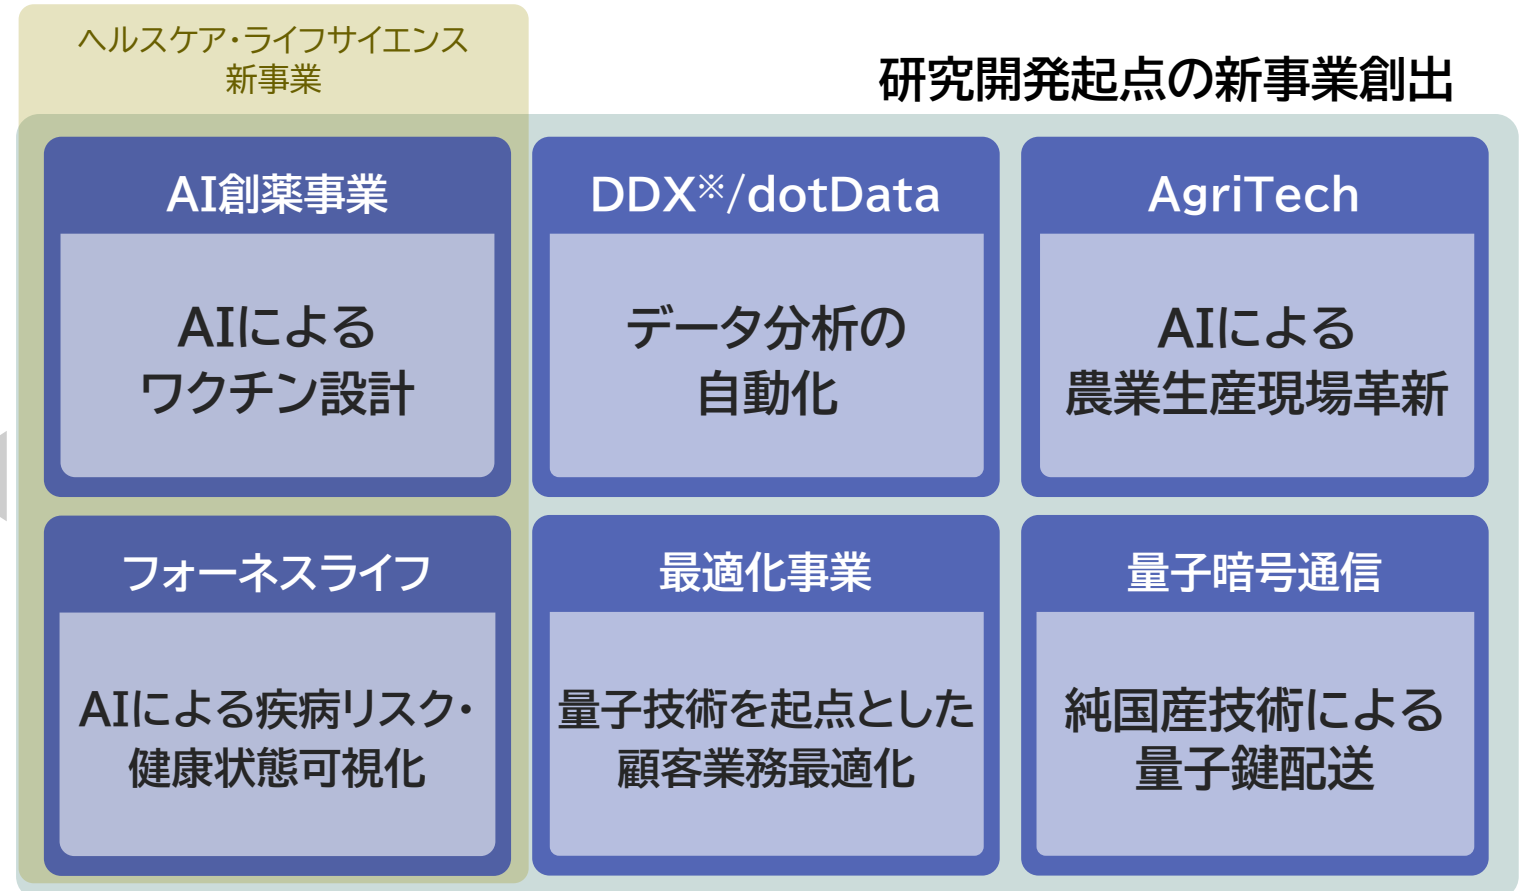 ヘルスケア・ライフサイエンス
新事業
研究開発起点の新事業創出
AI創薬事業
AIによる
ワクチン設計
DDX※/dotData
データ分析の
自動化
AgriTech
AIによる
農業生産現場革新
フォーネスライフ
AIによる疾病リスク・
健康状態可視化
最適化事業
量子技術を起点とした
顧客業務最適化
量子暗号通信
純国産技術による
量子鍵配送